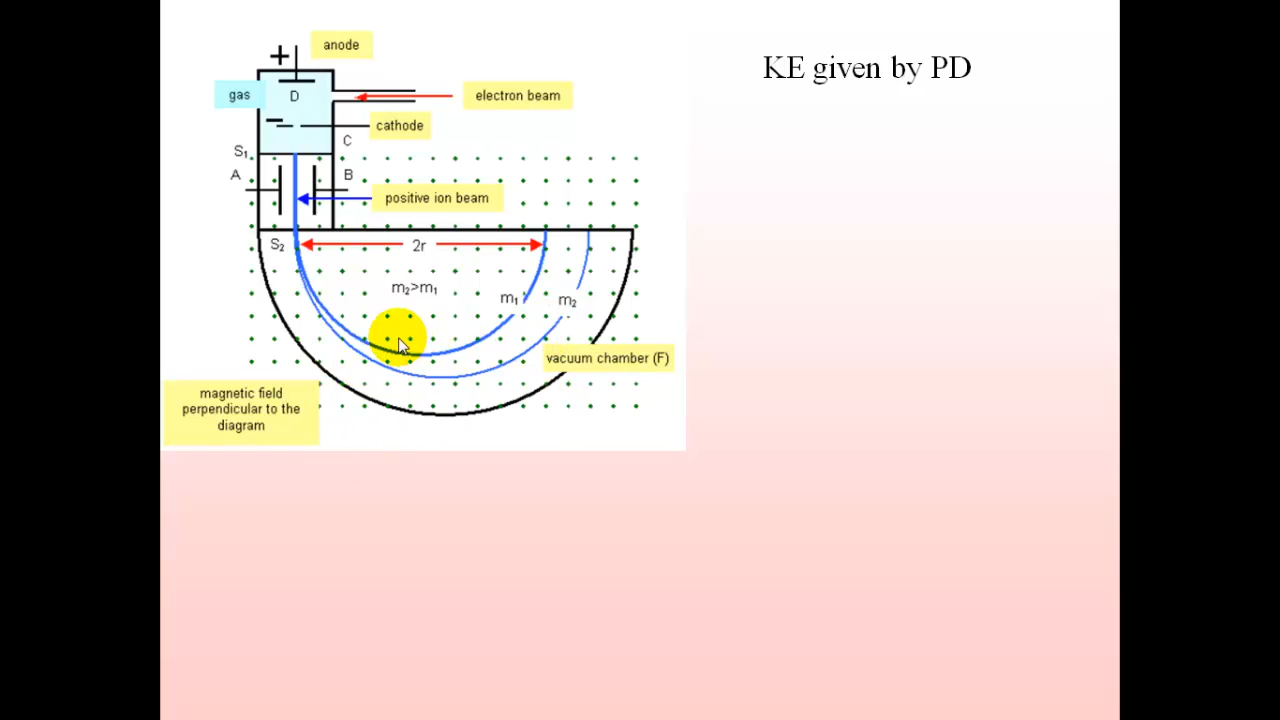 KE given by PD
anode
+
gas
D
electron beam
cathode
C
S₁
A
B
positive ion beam
S₂
2r
m₂>m₁
m₁
m₂
vacuum chamber (F)
magnetic field
perpendicular to the
diagram